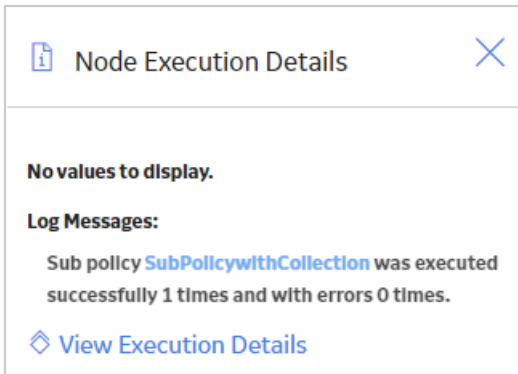 Node Execution Details
No values to display.
Log Messages:
Sub policy SubPolicywithCollection was executed
successfully 1 times and with errors 0 times.
View Execution Details